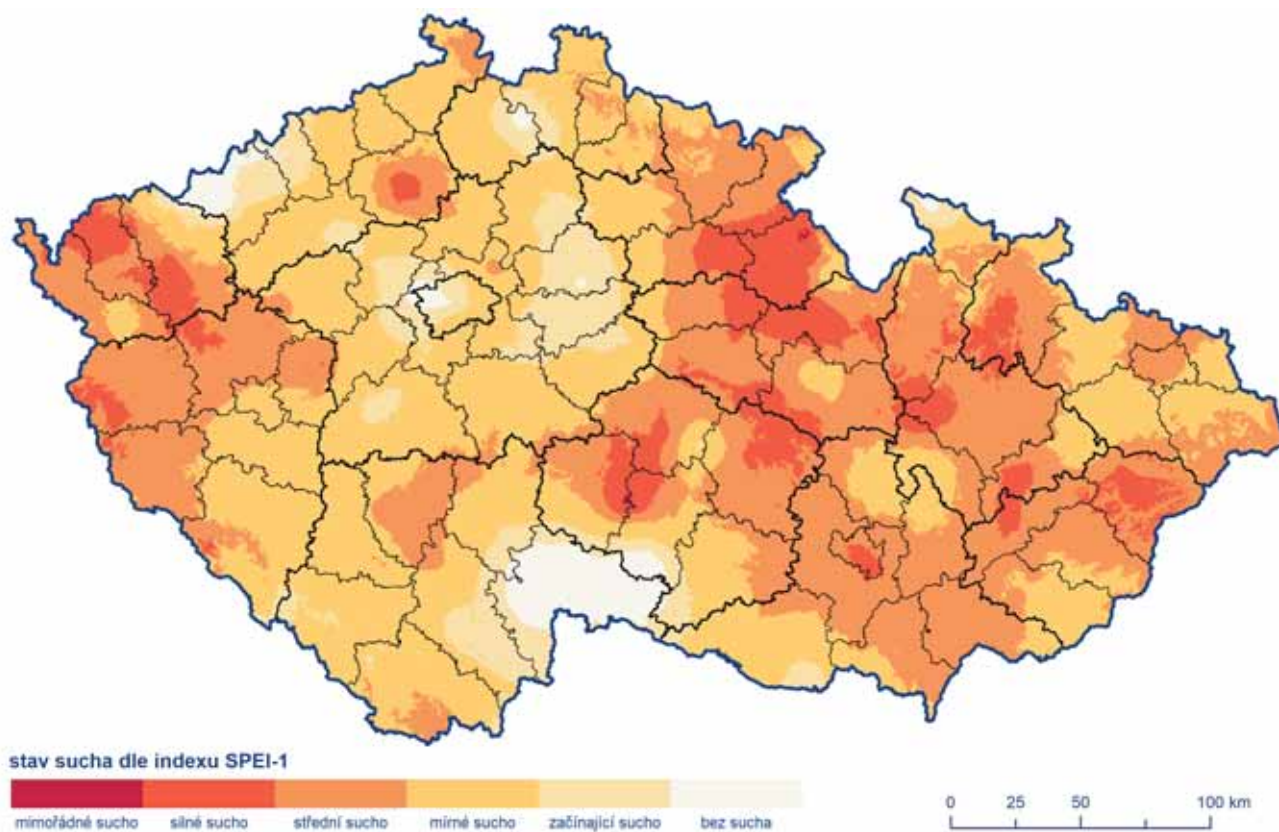 stav sucha dle indexu SPEI-1
mimořádné sucho silné sucho střední sucho mírné sucho začínající sucho bez sucha
0 25 50 100 km